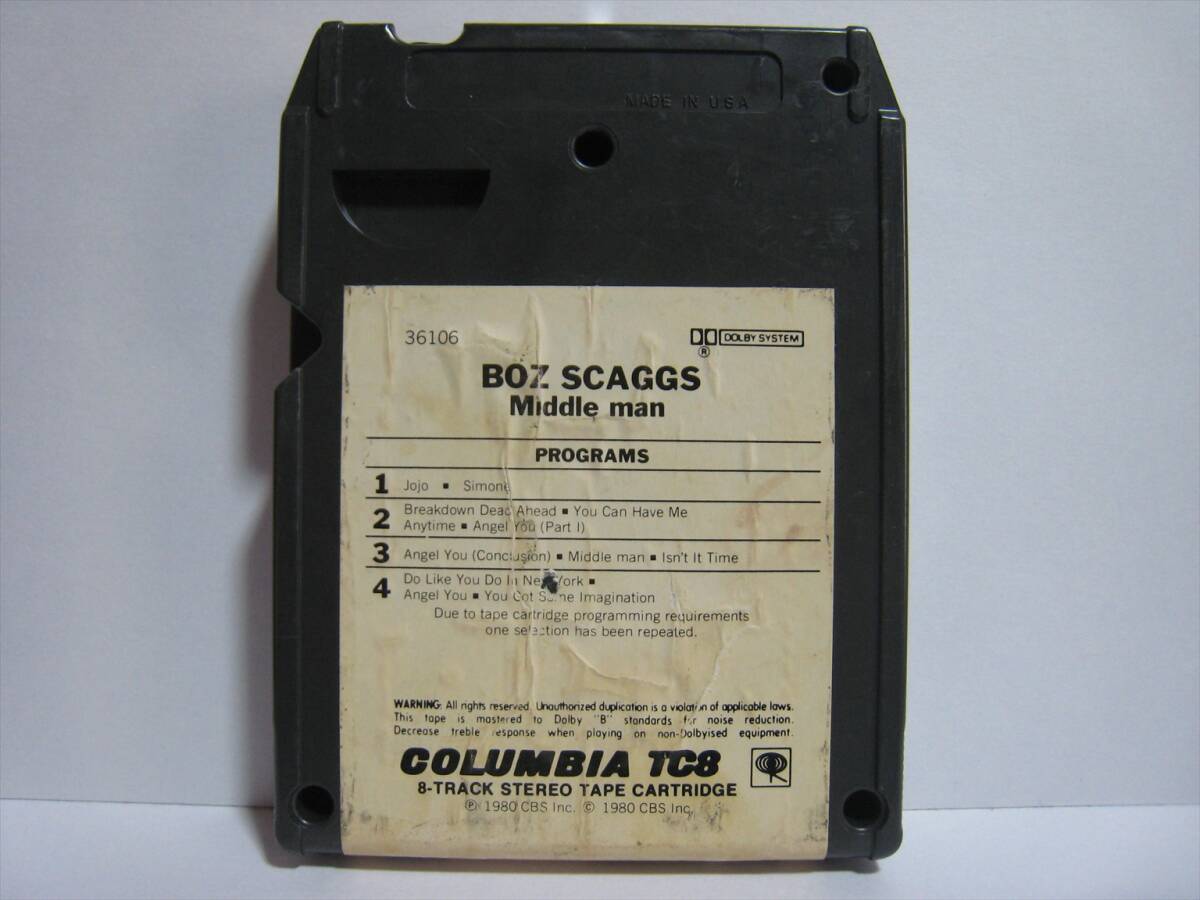 MADE IN U.S.A
36106
DOLBY SYSTEM
®
BOZ SCAGGS
Middle man
PROGRAMS
1 Jojo ▪ Simone
2 Breakdown Dead Ahead ▪ You Can Have Me
Anytime ▪ Angel You (Part I)
3 Angel You (Conclusion) ▪ Middle man ▪ Isn't It Time
4 Do Like You Do In New York ▪
Angel You ▪ You Got Some Imagination
Due to tape cartridge programming requirements
one selection has been repeated.
WARNING: All rights reserved. Unauthorized duplication is a violation of applicable laws.
This tape is mastered to Dolby "B" standards for noise reduction.
Decrease treble response when playing on non-Dolbyised equipment.
COLUMBIA TC8
8-TRACK STEREO TAPE CARTRIDGE
℗ 1980 CBS Inc. © 1980 CBS Inc.